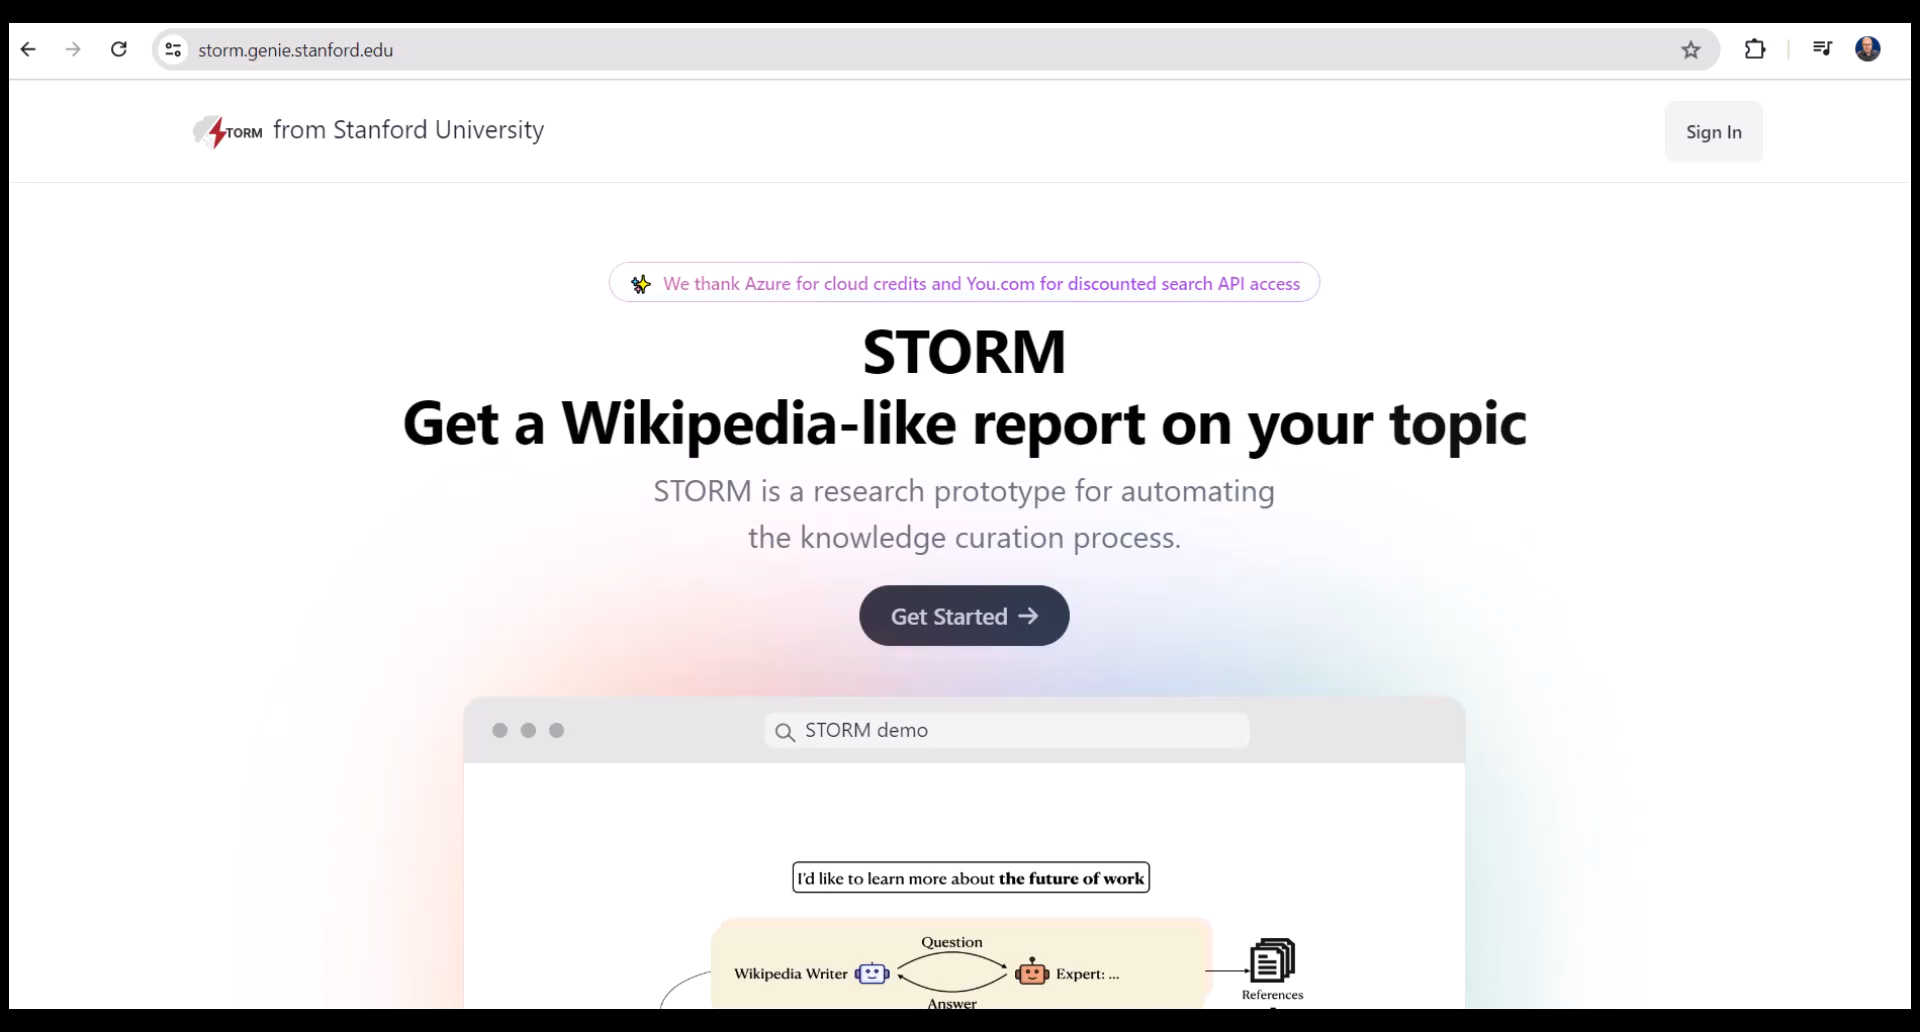 storm.genie.stanford.edu
TORM from Stanford University
Sign In
We thank Azure for cloud credits and You.com for discounted search API access
STORM
Get a Wikipedia-like report on your topic
STORM is a research prototype for automating
the knowledge curation process.
Get Started →
STORM demo
I'd like to learn more about the future of work
Question
Wikipedia Writer
Expert: ...
Answer
References